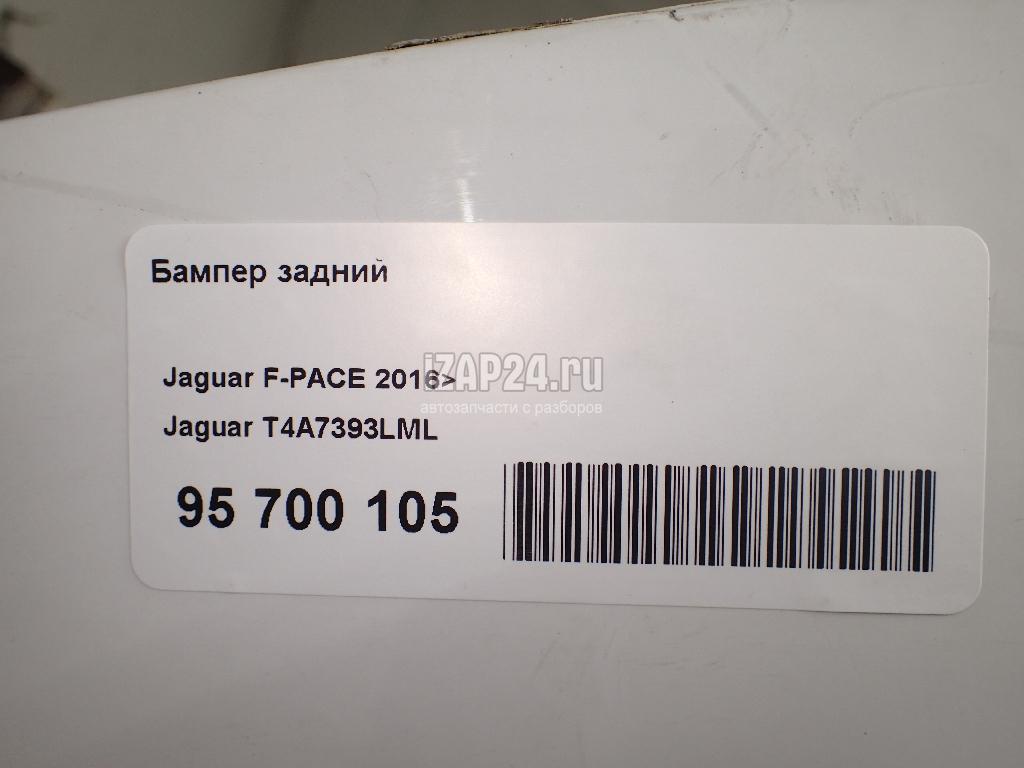 Бампер задний
Jaguar F-PACE 2016>
iZAP24.ru
автозапчасти с разборов
Jaguar T4A7393LML
95 700 105